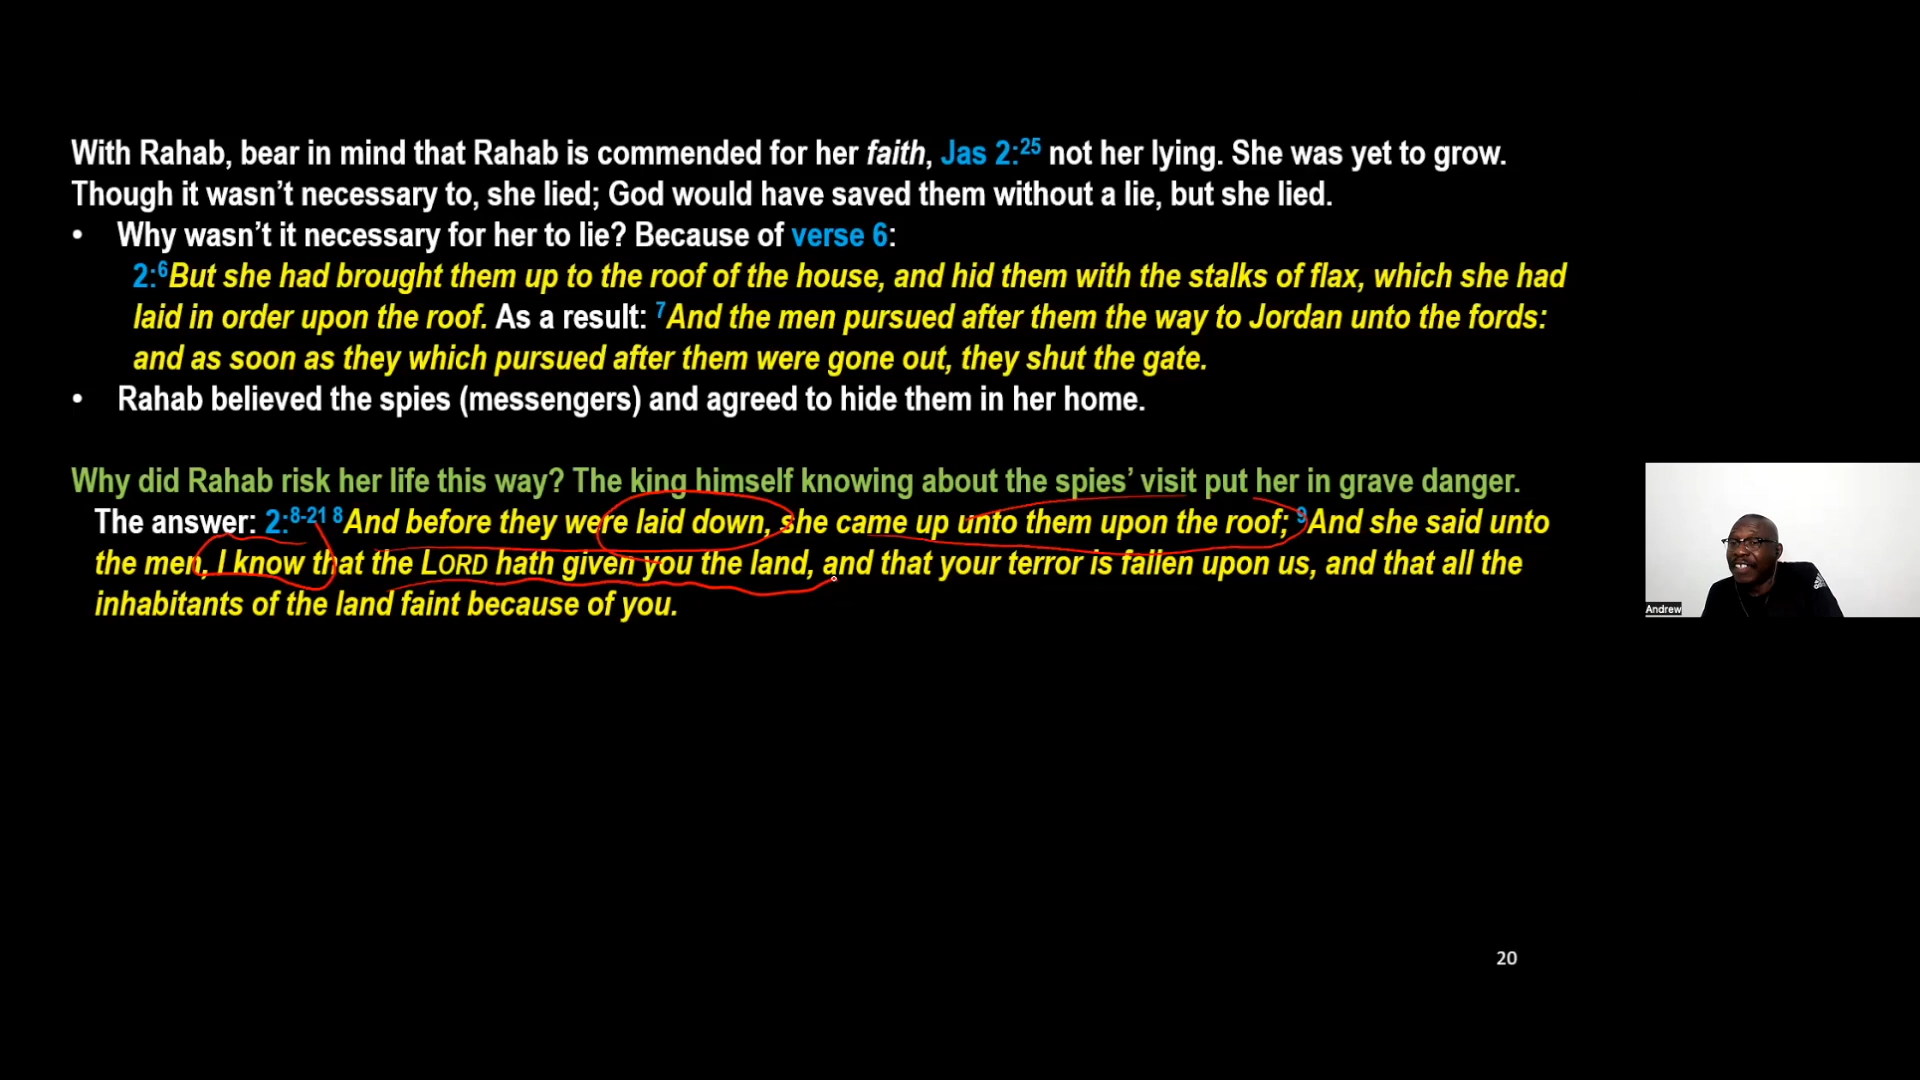 With Rahab, bear in mind that Rahab is commended for her faith, Jas 2:25 not her lying. She was yet to grow.
Though it wasn't necessary to, she lied; God would have saved them without a lie, but she lied.
• Why wasn't it necessary for her to lie? Because of verse 6:
2:6But she had brought them up to the roof of the house, and hid them with the stalks of flax, which she had
laid in order upon the roof. As a result: 7And the men pursued after them the way to Jordan unto the fords:
and as soon as they which pursued after them were gone out, they shut the gate.
• Rahab believed the spies (messengers) and agreed to hide them in her home.
Why did Rahab risk her life this way? The king himself knowing about the spies' visit put her in grave danger.
The answer: 2:8-21 8And before they were laid down, she came up unto them upon the roof; 9And she said unto
the men, I know that the LORD hath given you the land, and that your terror is fallen upon us, and that all the
inhabitants of the land faint because of you.
Andrew
20